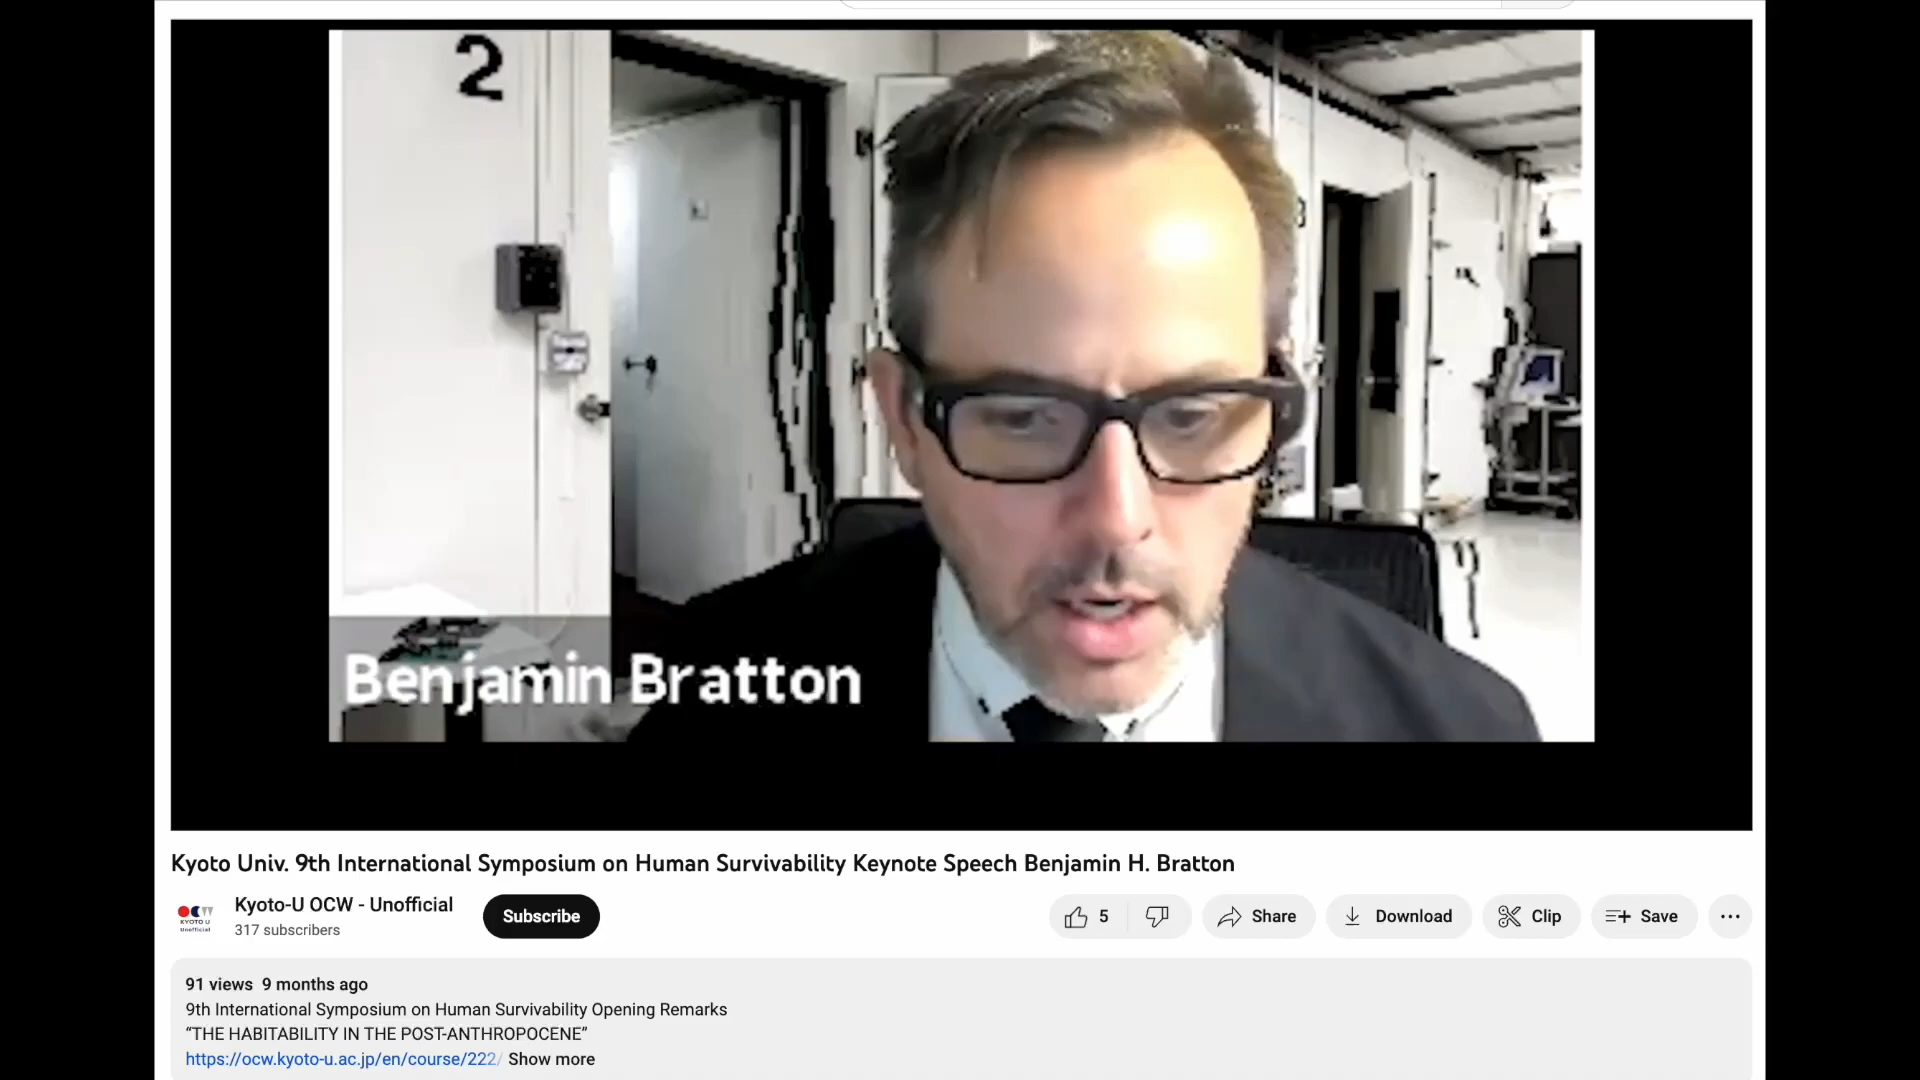 2
Benjamin Bratton
Kyoto Univ. 9th International Symposium on Human Survivability Keynote Speech Benjamin H. Bratton
KYOTO U
Unofficial
Kyoto-U OCW - Unofficial
317 subscribers
Subscribe
5
Share
Download
Clip
Save
91 views 9 months ago
9th International Symposium on Human Survivability Opening Remarks
“THE HABITABILITY IN THE POST-ANTHROPOCENE”
https://ocw.kyoto-u.ac.jp/en/course/222/ Show more